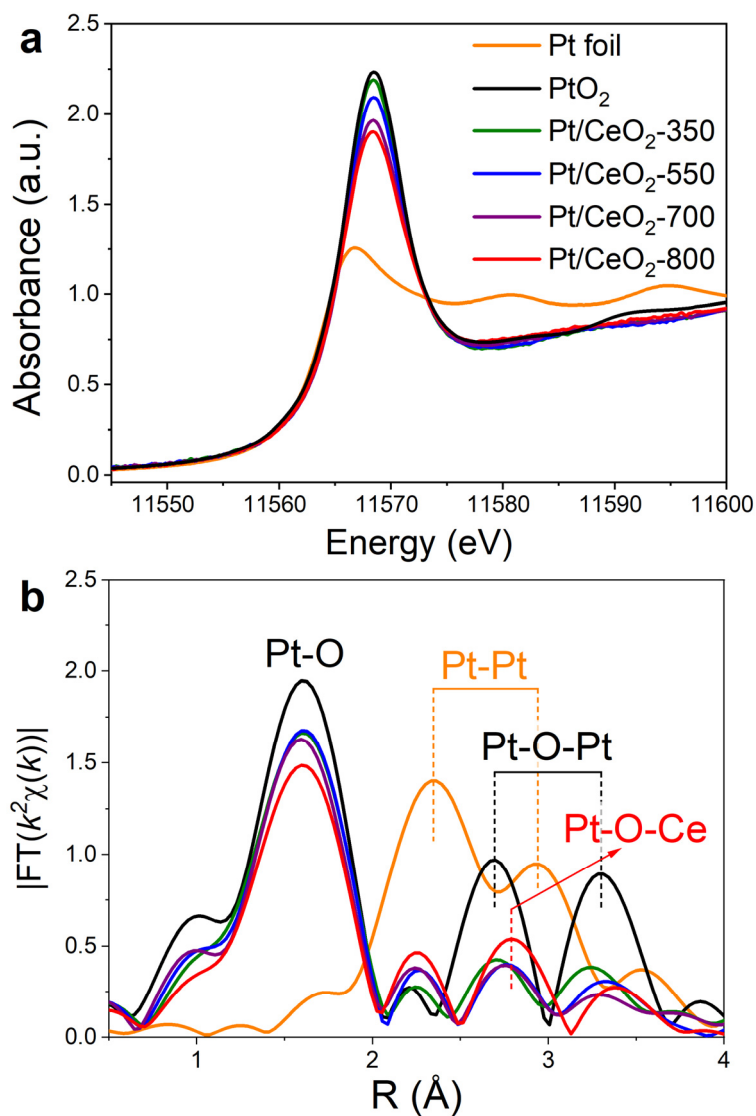 a
2.5
2.0
1.5
1.0
0.5
0.0
Absorbance (a.u.)
Pt foil
PtO₂
Pt/CeO₂-350
Pt/CeO₂-550
Pt/CeO₂-700
Pt/CeO₂-800
11550 11560 11570 11580 11590 11600
Energy (eV)
b
2.5
2.0
1.5
1.0
0.5
0.0
|FT(k²χ(k))|
Pt-O
Pt-Pt
Pt-O-Pt
Pt-O-Ce
1 2 3 4
R (Å)